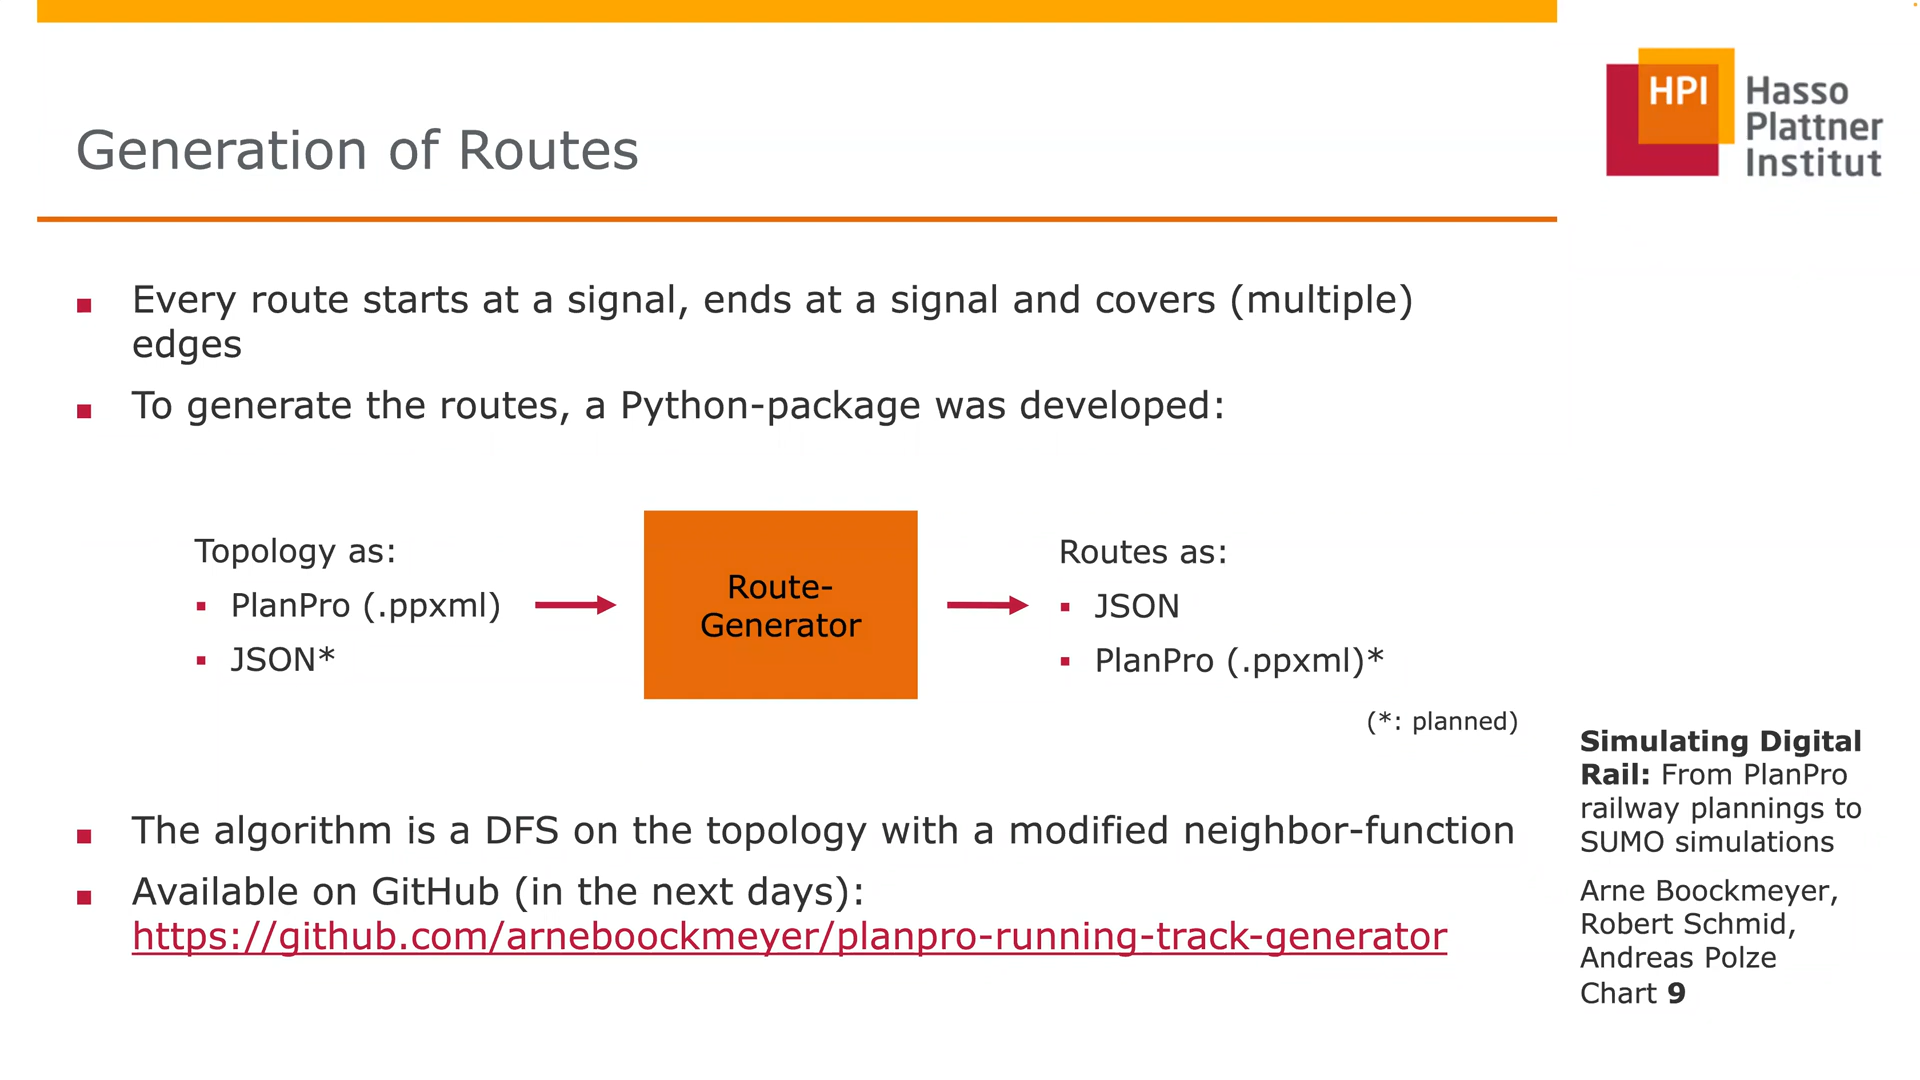 Generation of Routes
HPI
Hasso
Plattner
Institut
▪ Every route starts at a signal, ends at a signal and covers (multiple)
edges
▪ To generate the routes, a Python-package was developed:
Topology as:
▪ PlanPro (.ppxml)
▪ JSON*
Route-
Generator
Routes as:
▪ JSON
▪ PlanPro (.ppxml)*
(*: planned)
▪ The algorithm is a DFS on the topology with a modified neighbor-function
▪ Available on GitHub (in the next days):
https://github.com/arneboockmeyer/planpro-running-track-generator
Simulating Digital
Rail: From PlanPro
railway plannings to
SUMO simulations
Arne Boockmeyer,
Robert Schmid,
Andreas Polze
Chart 9